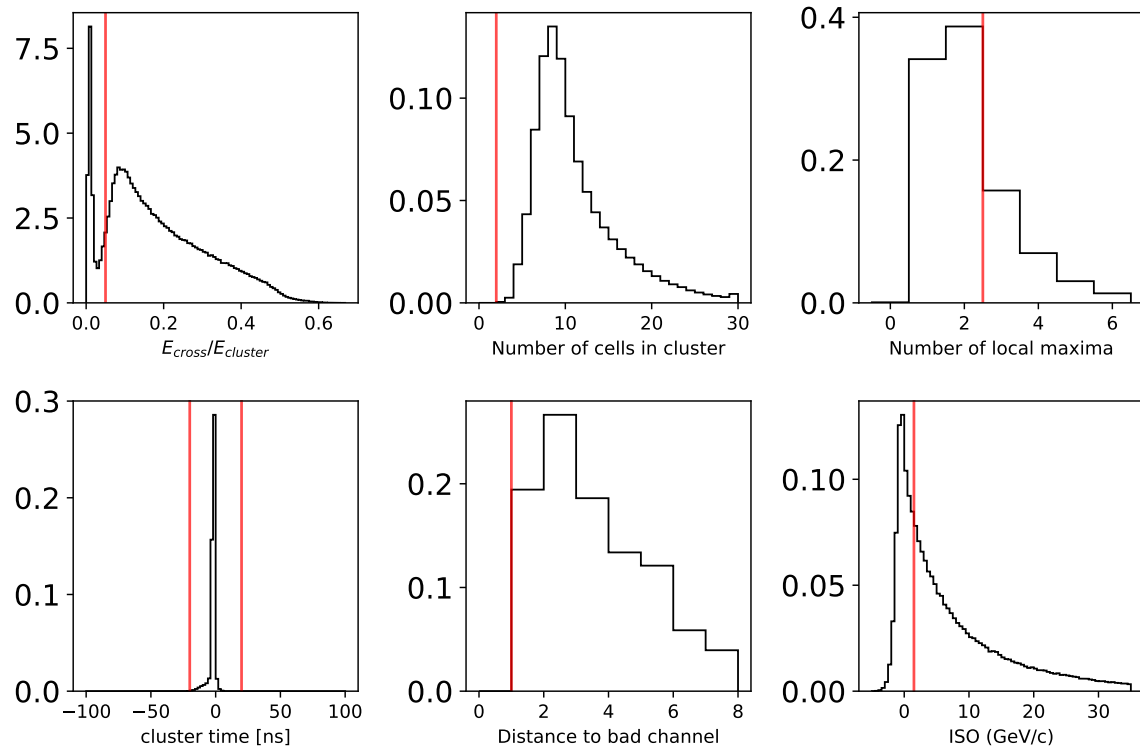 7.5
5.0
2.5
0.0
0.0 0.2 0.4 0.6
E_cross/E_cluster
0.10
0.05
0.00
0 10 20 30
Number of cells in cluster
0.4
0.2
0.0
0 2 4 6
Number of local maxima
0.3
0.2
0.1
0.0
−100 −50 0 50 100
cluster time [ns]
0.2
0.1
0.0
0 2 4 6 8
Distance to bad channel
0.10
0.05
0.00
0 10 20 30
ISO (GeV/c)